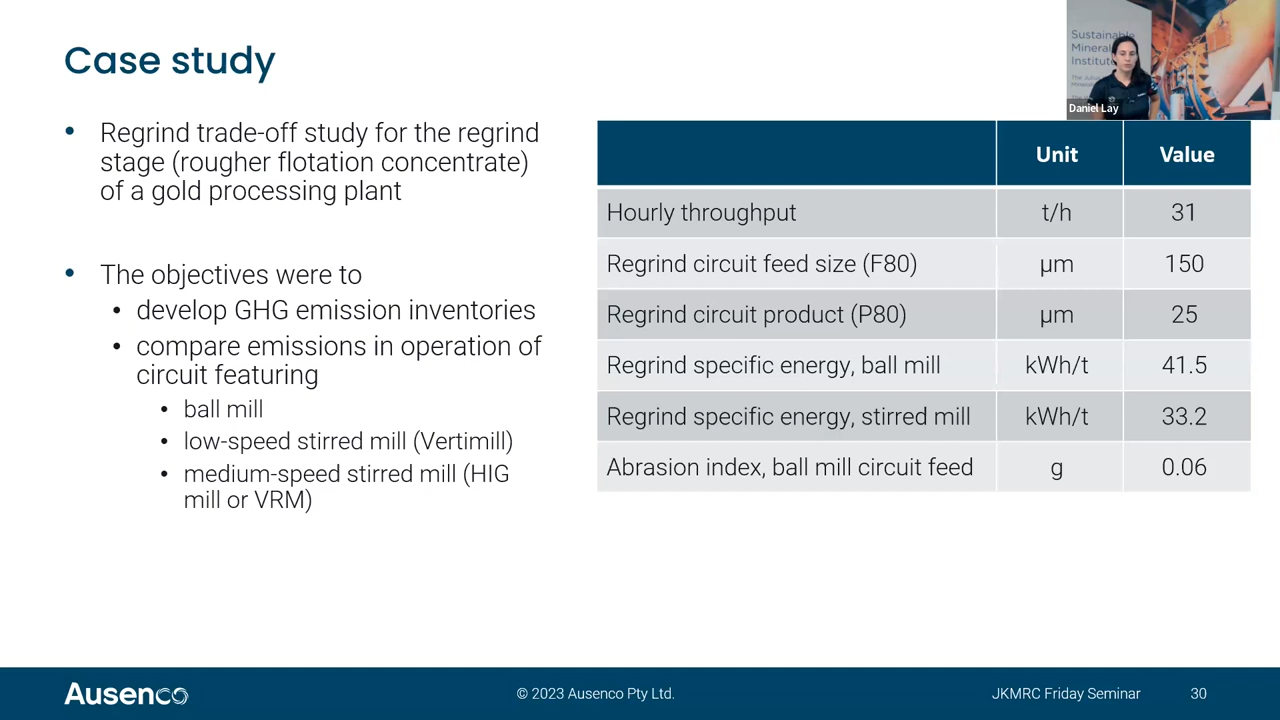 Case study
• Regrind trade-off study for the regrind
stage (rougher flotation concentrate)
of a gold processing plant
• The objectives were to
• develop GHG emission inventories
• compare emissions in operation of
circuit featuring
• ball mill
• low-speed stirred mill (Vertimill)
• medium-speed stirred mill (HIG
mill or VRM)
Sustainable
Mineral
Institu
Daniel Lay
Unit Value
Hourly throughput t/h 31
Regrind circuit feed size (F80) µm 150
Regrind circuit product (P80) µm 25
Regrind specific energy, ball mill kWh/t 41.5
Regrind specific energy, stirred mill kWh/t 33.2
Abrasion index, ball mill circuit feed g 0.06
Ausenco
© 2023 Ausenco Pty Ltd.
JKMRC Friday Seminar 30